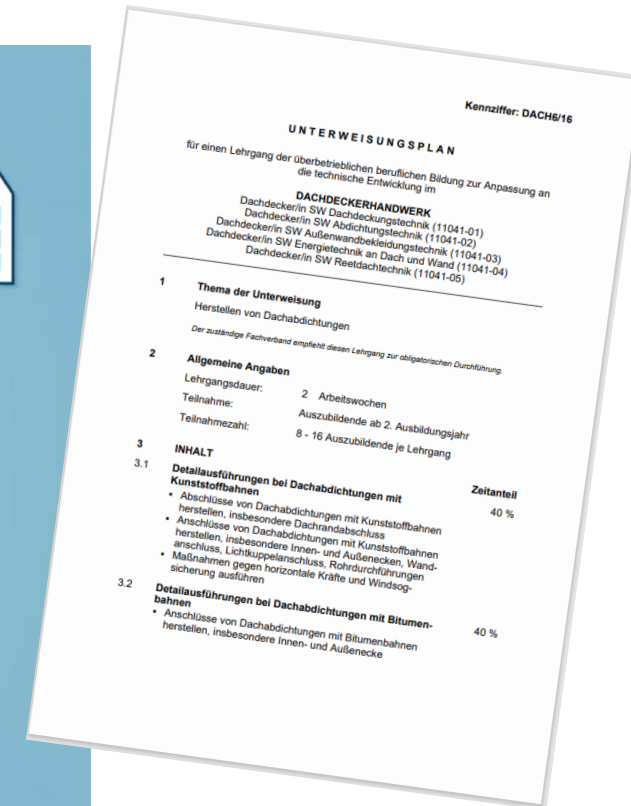 Kennziffer: DACH6/16
UNTERWEISUNGSPLAN
für einen Lehrgang der überbetrieblichen beruflichen Bildung zur Anpassung an
die technische Entwicklung im
DACHDECKERHANDWERK
Dachdecker/in SW Dachdeckungstechnik (11041-01)
Dachdecker/in SW Abdichtungstechnik (11041-02)
Dachdecker/in SW Außenwandbekleidungstechnik (11041-03)
Dachdecker/in SW Energietechnik an Dach und Wand (11041-04)
Dachdecker/in SW Reetdachtechnik (11041-05)
1 Thema der Unterweisung
Herstellen von Dachabdichtungen
Der zuständige Fachverband empfiehlt diesen Lehrgang zur obligatorischen Durchführung.
2 Allgemeine Angaben
Lehrgangsdauer: 2 Arbeitswochen
Teilnahme: Auszubildende ab 2. Ausbildungsjahr
Teilnahmezahl: 8 - 16 Auszubildende je Lehrgang
3 INHALT Zeitanteil
3.1 Detailausführungen bei Dachabdichtungen mit 40 %
Kunststoffbahnen
• Abschlüsse von Dachabdichtungen mit Kunststoffbahnen
herstellen, insbesondere Dachrandabschluss
• Anschlüsse von Dachabdichtungen mit Kunststoffbahnen
herstellen, insbesondere Innen- und Außenecken, Wand-
anschluss, Lichtkuppelanschluss, Rohrdurchführungen
• Maßnahmen gegen horizontale Kräfte und Windsog-
sicherung ausführen
3.2 Detailausführungen bei Dachabdichtungen mit Bitumen- 40 %
bahnen
• Anschlüsse von Dachabdichtungen mit Bitumenbahnen
herstellen, insbesondere Innen- und Außenecke